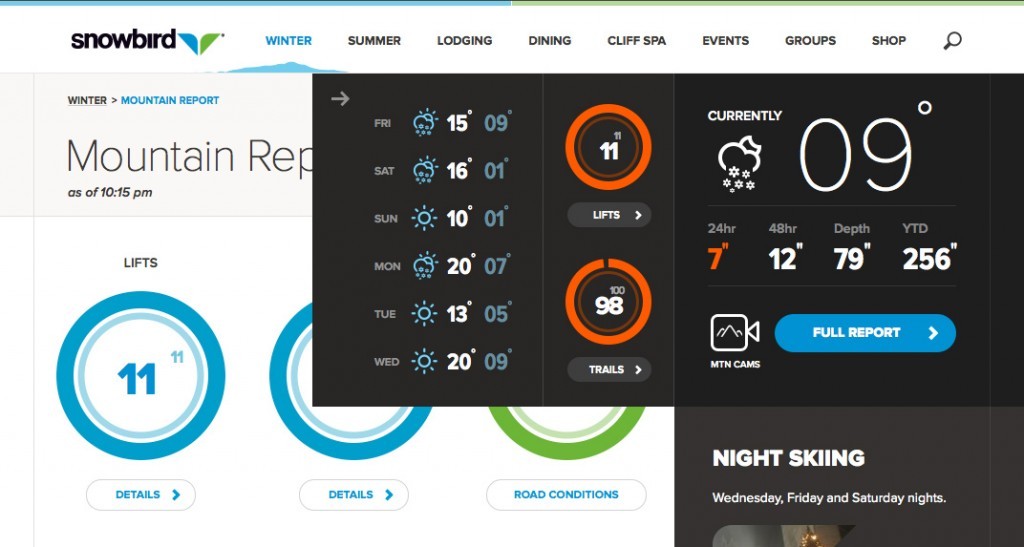 snowbird
WINTER SUMMER LODGING DINING CLIFF SPA EVENTS GROUPS SHOP
WINTER > MOUNTAIN REPORT
Mountain Rep
as of 10:15 pm
LIFTS
11 11
DETAILS
DETAILS
ROAD CONDITIONS
FRI 15° 09°
SAT 16° 01°
SUN 10° 01°
MON 20° 07°
TUE 13° 05°
WED 20° 09°
11 11
LIFTS
98 100
TRAILS
CURRENTLY
09°
24hr 48hr Depth YTD
7" 12" 79" 256"
MTN CAMS
FULL REPORT
NIGHT SKIING
Wednesday, Friday and Saturday nights.